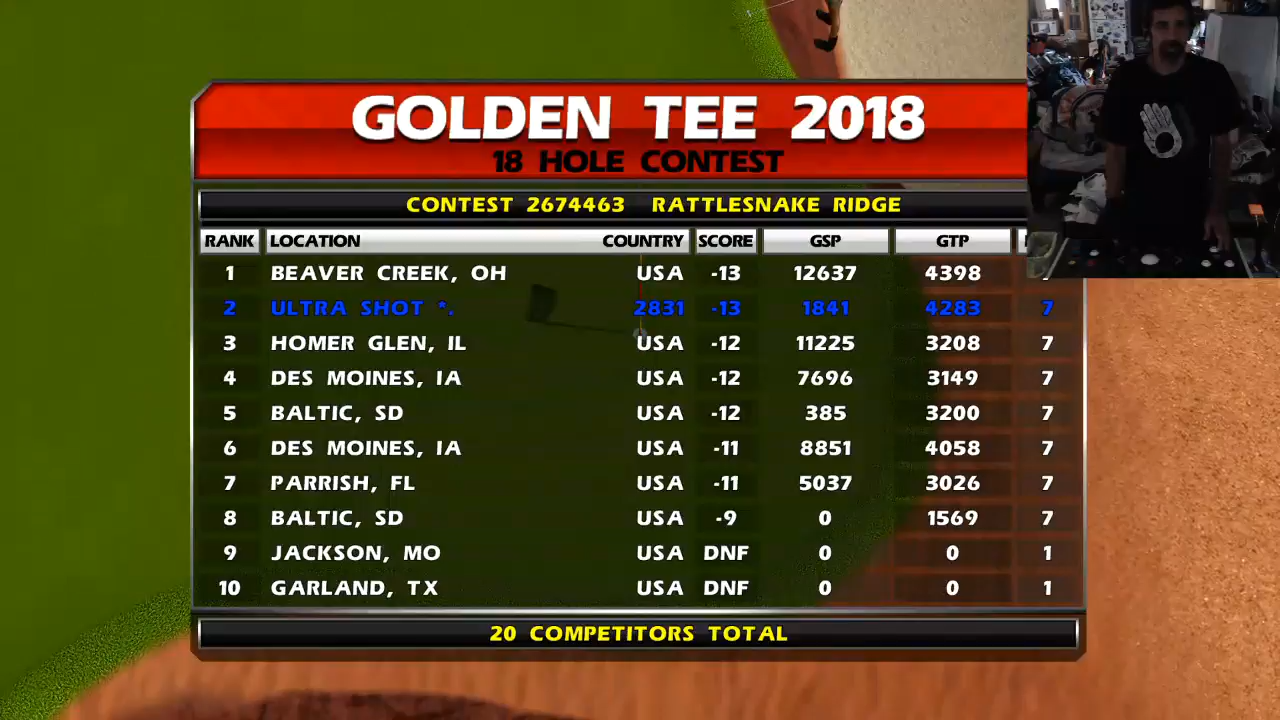 GOLDEN TEE 2018
18 HOLE CONTEST
CONTEST 2674463 RATTLESNAKE RIDGE
RANK LOCATION COUNTRY SCORE GSP GTP
1 BEAVER CREEK, OH USA -13 12637 4398
2 ULTRA SHOT *. 2831 -13 1841 4283 7
3 HOMER GLEN, IL USA -12 11225 3208 7
4 DES MOINES, IA USA -12 7696 3149 7
5 BALTIC, SD USA -12 385 3200 7
6 DES MOINES, IA USA -11 8851 4058 7
7 PARRISH, FL USA -11 5037 3026 7
8 BALTIC, SD USA -9 0 1569 7
9 JACKSON, MO USA DNF 0 0 1
10 GARLAND, TX USA DNF 0 0 1
20 COMPETITORS TOTAL